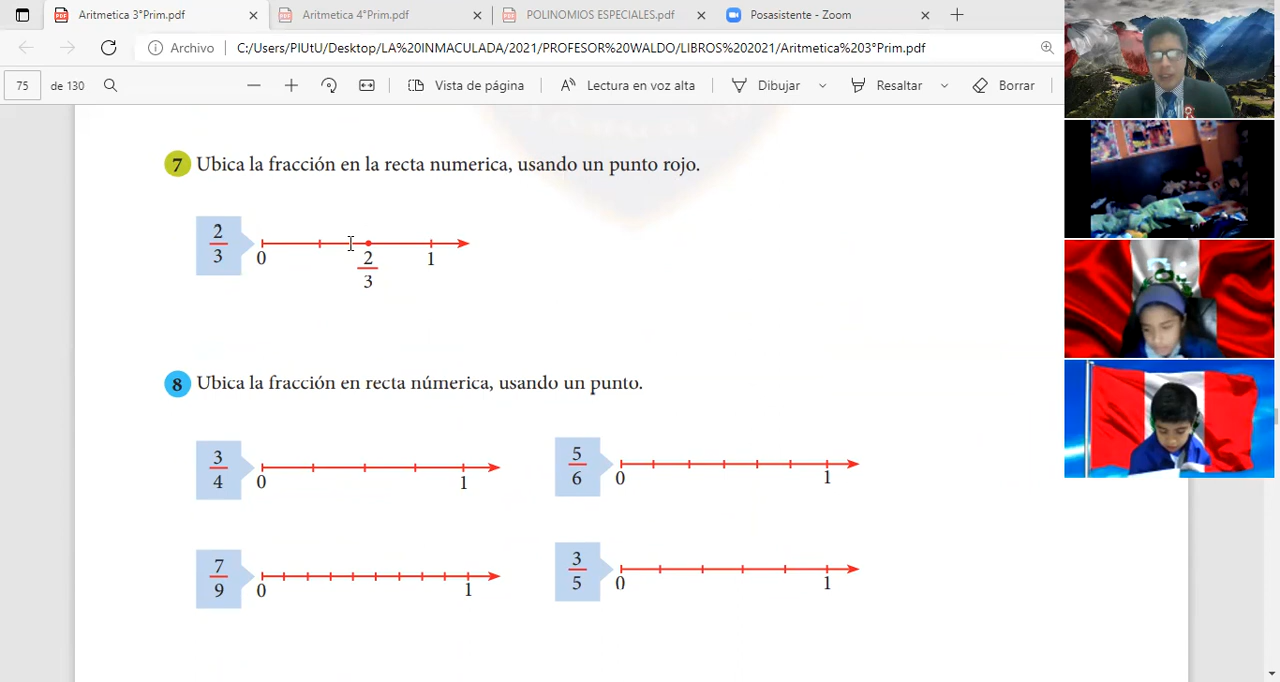 Aritmetica 3°Prim.pdf
Aritmetica 4°Prim.pdf
POLINOMIOS ESPECIALES.pdf
Posasistente - Zoom
Archivo
C:/Users/PIUtU/Desktop/LA%20INMACULADA/2021/PROFESOR%20WALDO/LIBROS%202021/Aritmetica%203°Prim.pdf
75 de 130
Vista de página
Lectura en voz alta
Dibujar
Resaltar
Borrar
7 Ubica la fracción en la recta numerica, usando un punto rojo.
2/3
0 2/3 1
8 Ubica la fracción en recta númerica, usando un punto.
3/4
0 1
5/6
0 1
7/9
0 1
3/5
0 1